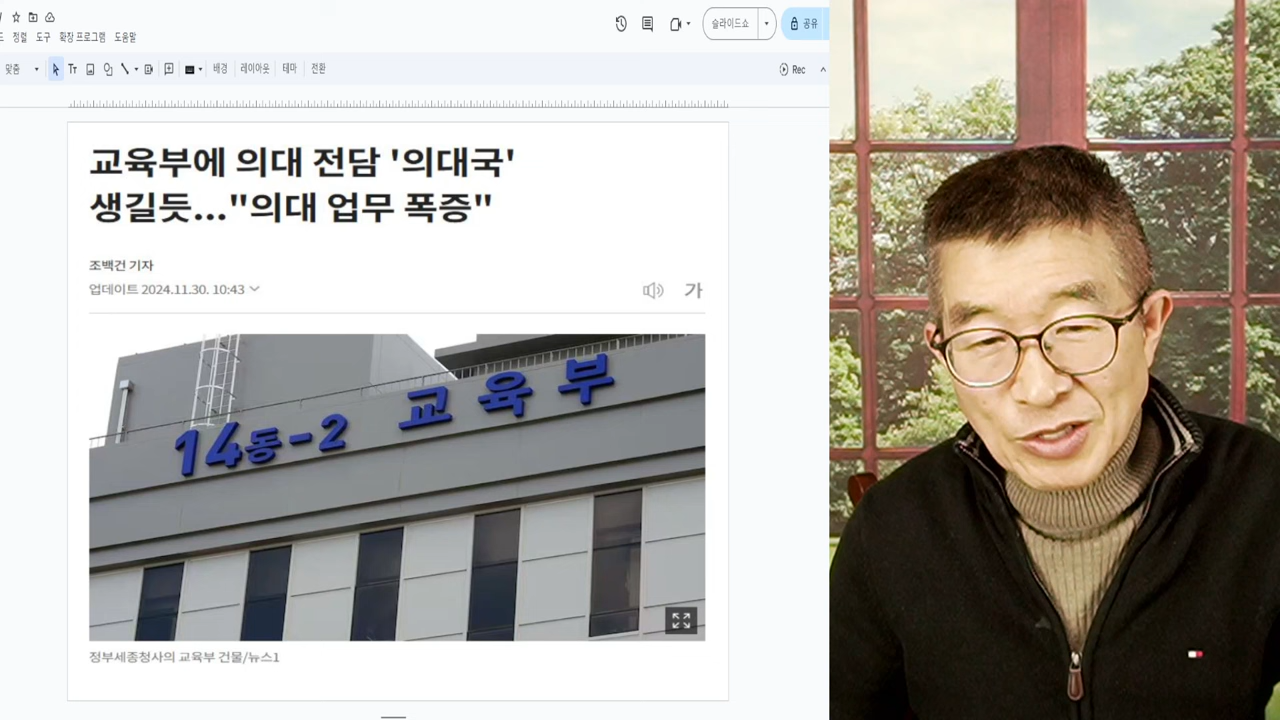 정렬 도구 확장 프로그램 도움말
슬라이드쇼
공유
맞춤
Tт
배경 레이아웃 테마 전환
Rec
교육부에 의대 전담 '의대국'
생길듯..."의대 업무 폭증"
조백건 기자
업데이트 2024.11.30. 10:43
가
14동-2 교육부
정부세종청사의 교육부 건물/뉴스1